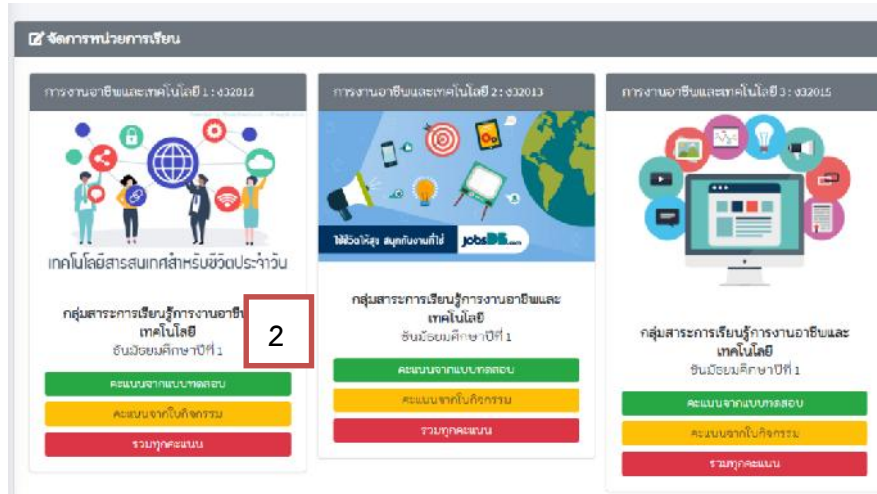 จัดการหน่วยการเรียน
การงานอาชีพและเทคโนโลยี 1 : ง32012
เทคโนโลยีสารสนเทศสำหรับชีวิตประจำวัน
กลุ่มสาระการเรียนรู้การงานอาชีพ
เทคโนโลยี
ชั้นมัธยมศึกษาปีที่ 1
2
คะแนนจากแบบทดสอบ
คะแนนจากใบกิจกรรม
รวมทุกคะแนน
การงานอาชีพและเทคโนโลยี 2 : ง32013
ใช้ชีวิตให้สุข สนุกกับงานที่ใช่ jobsDB.com
กลุ่มสาระการเรียนรู้การงานอาชีพและ
เทคโนโลยี
ชั้นมัธยมศึกษาปีที่ 1
คะแนนจากแบบทดสอบ
คะแนนจากใบกิจกรรม
รวมทุกคะแนน
การงานอาชีพและเทคโนโลยี 3 : ง32015
กลุ่มสาระการเรียนรู้การงานอาชีพและ
เทคโนโลยี
ชั้นมัธยมศึกษาปีที่ 1
คะแนนจากแบบทดสอบ
คะแนนจากใบกิจกรรม
รวมทุกคะแนน